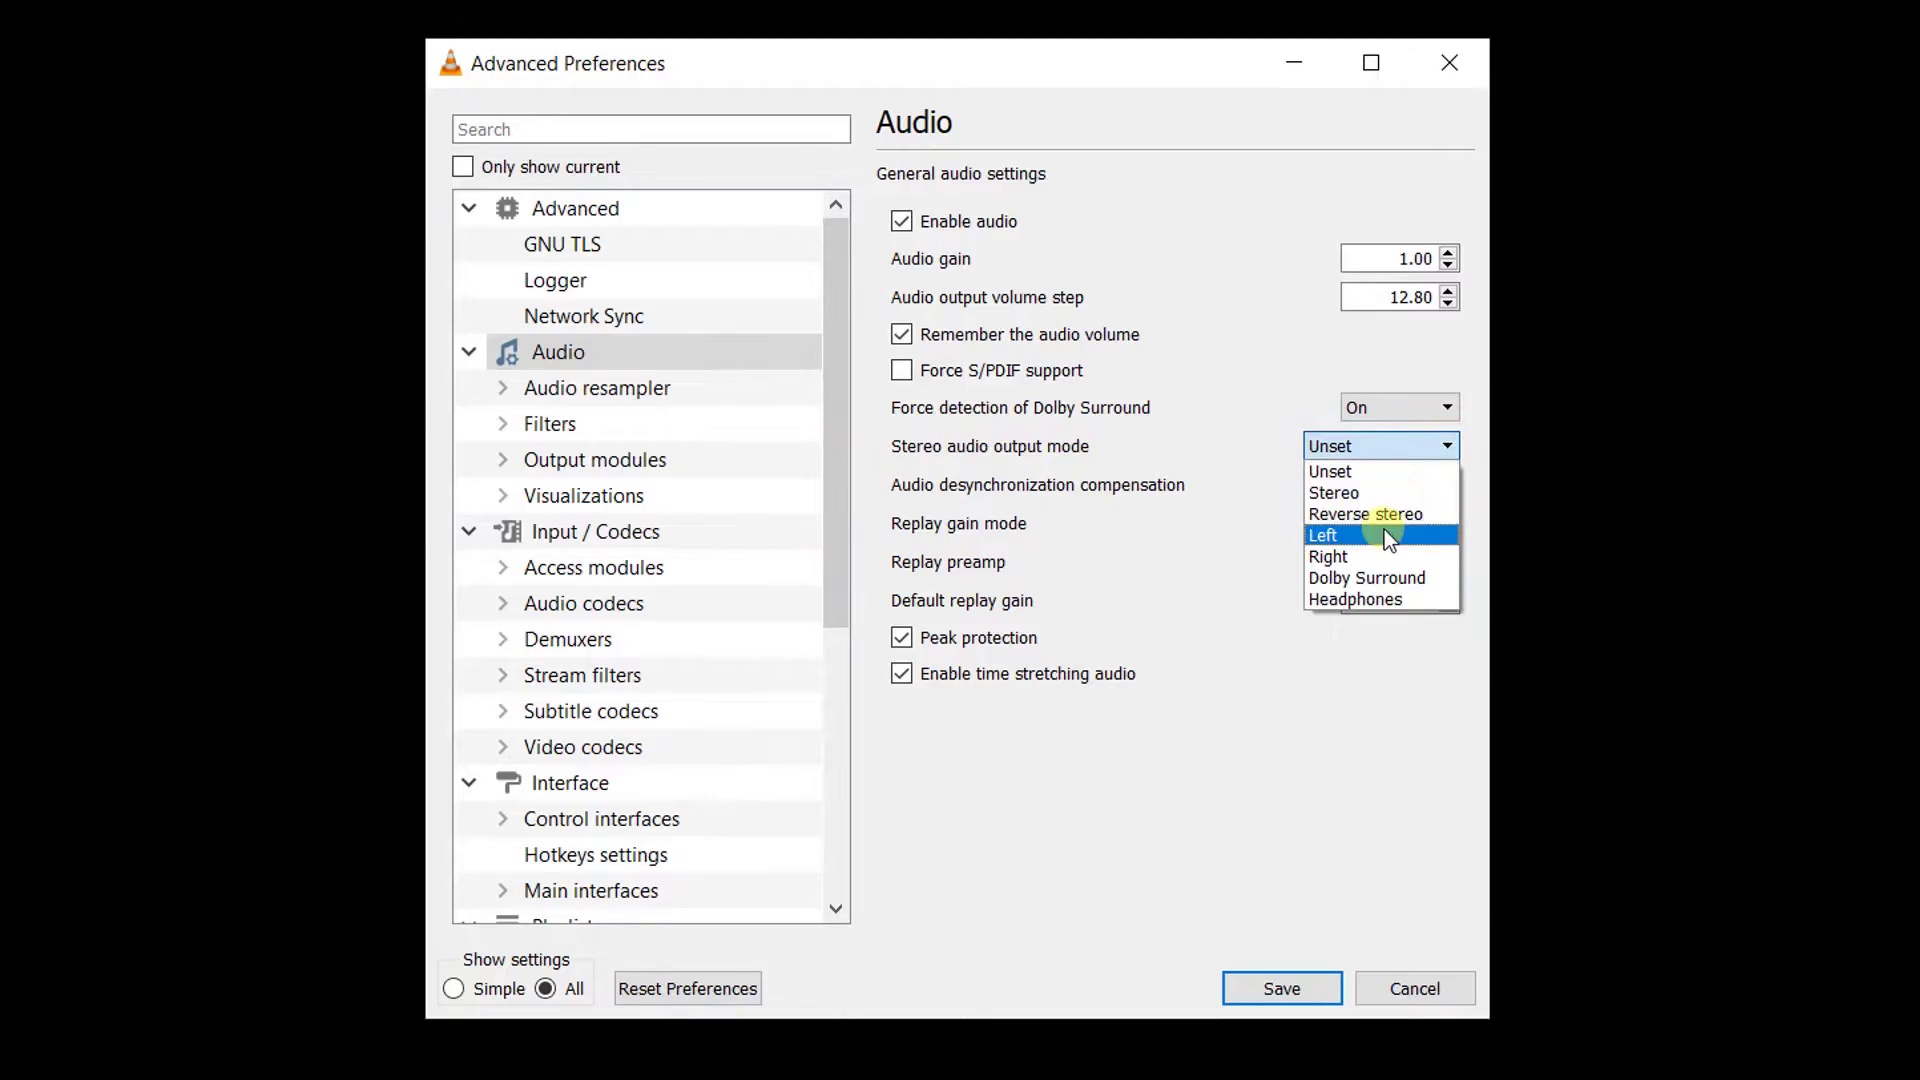 Advanced Preferences
Search
Only show current
Advanced
GNU TLS
Logger
Network Sync
Audio
Audio resampler
Filters
Output modules
Visualizations
Input / Codecs
Access modules
Audio codecs
Demuxers
Stream filters
Subtitle codecs
Video codecs
Interface
Control interfaces
Hotkeys settings
Main interfaces
Audio
General audio settings
Enable audio
Audio gain 1.00
Audio output volume step 12.80
Remember the audio volume
Force S/PDIF support
Force detection of Dolby Surround On
Stereo audio output mode Unset
Unset
Stereo
Reverse stereo
Left
Right
Dolby Surround
Headphones
Audio desynchronization compensation
Replay gain mode
Replay preamp
Default replay gain
Peak protection
Enable time stretching audio
Show settings
Simple All
Reset Preferences
Save
Cancel